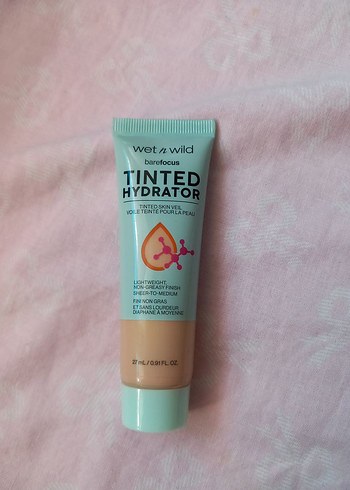 wet n wild
barefocus
TINTED
HYDRATOR
TINTED SKIN VEIL
VOILE TEINTÉ POUR LA PEAU
LIGHTWEIGHT,
NON-GREASY FINISH
SHEER-TO-MEDIUM
FINI NON GRAS
ET SANS LOURDEUR
DIAPHANE À MOYENNE
27 mL / 0.91 FL. OZ.